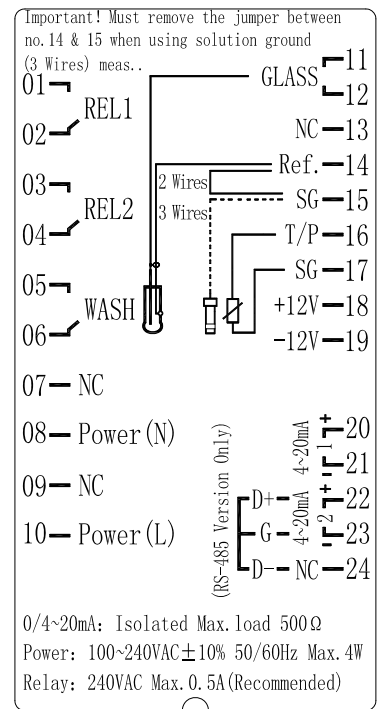 Important! Must remove the jumper between
no.14 & 15 when using solution ground
(3 Wires) meas..
01
REL1
02
03
REL2
04
05
WASH
06
07 NC
08 Power(N)
09 NC
10 Power(L)
GLASS
11
12
NC 13
Ref. 14
2 Wires
SG 15
3 Wires
T/P 16
SG 17
+12V 18
-12V 19
4~20mA 1
+ 20
- 21
4~20mA 2
+ 22
- 23
NC 24
(RS-485 Version Only)
D+
G
D-
0/4~20mA: Isolated Max. load 500Ω
Power: 100~240VAC±10% 50/60Hz Max. 4W
Relay: 240VAC Max. 0.5A(Recommended)